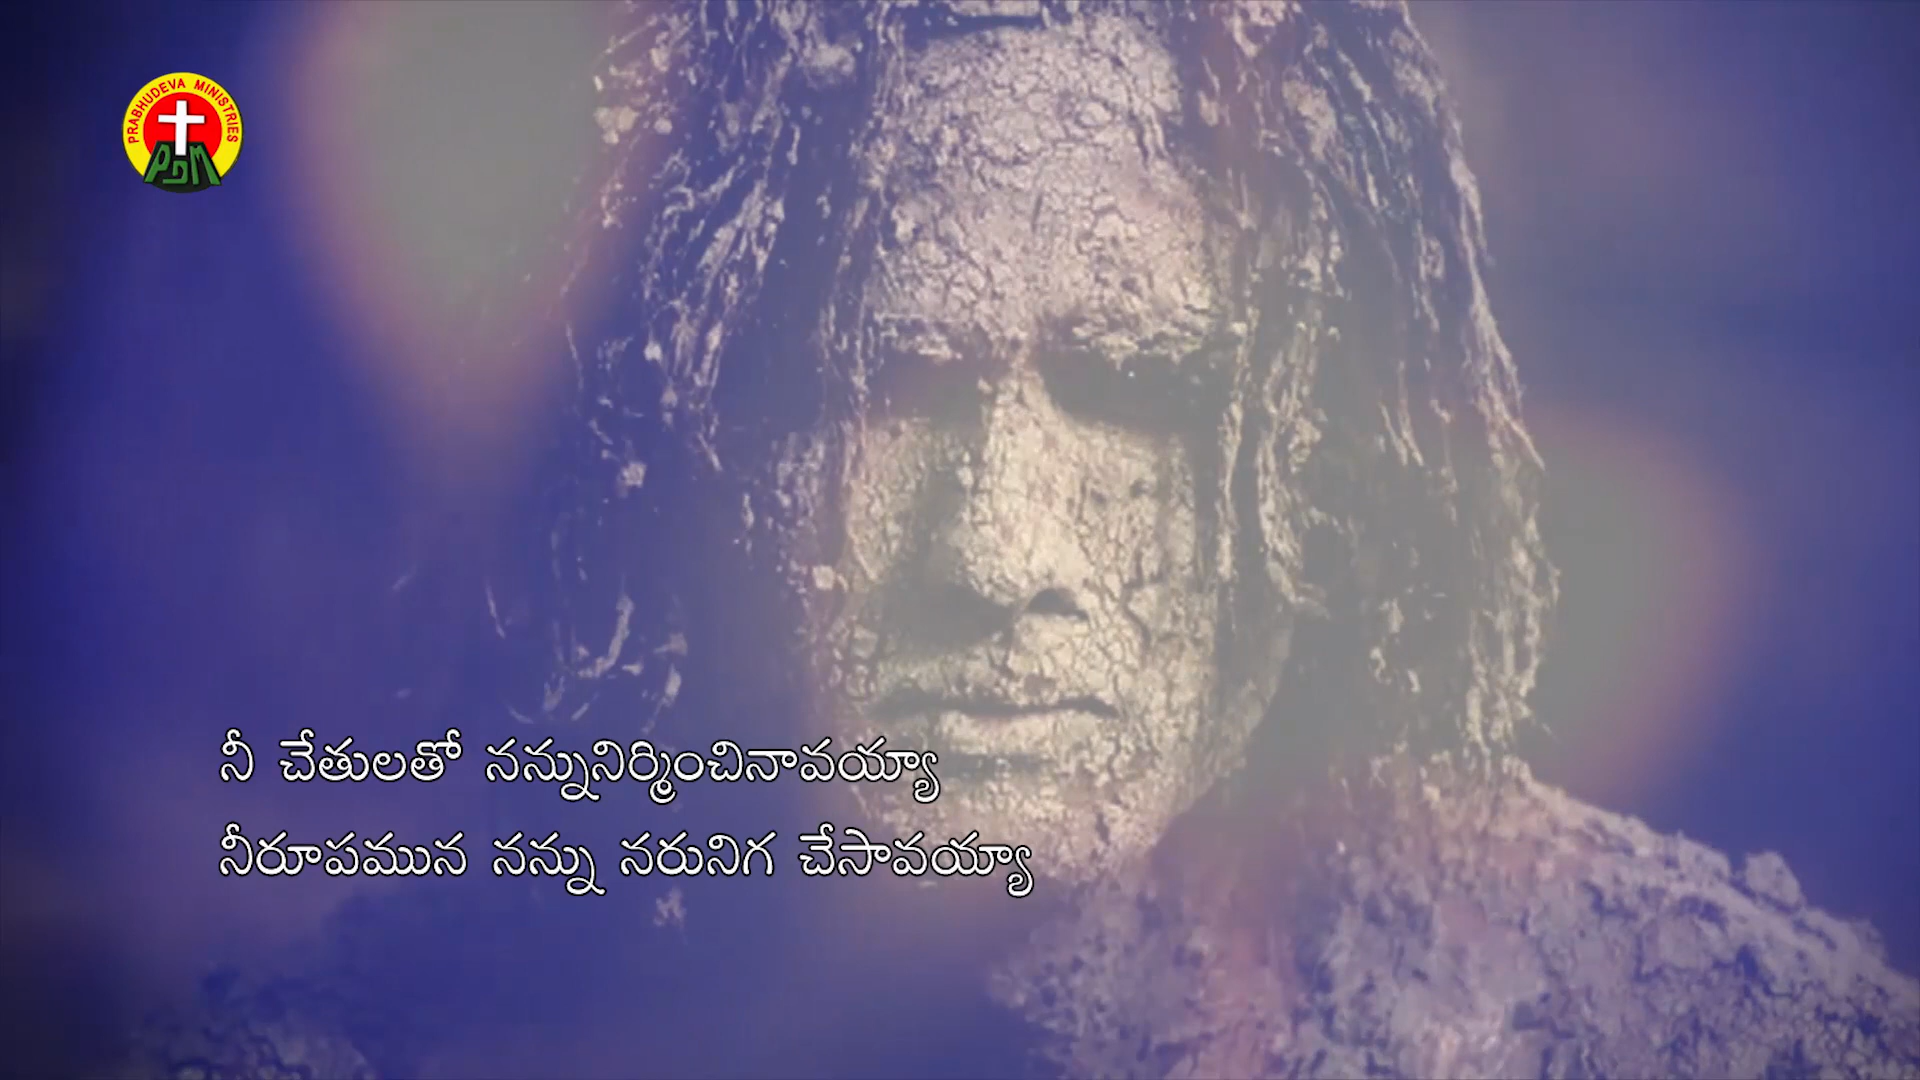 PRABHUDEVA MINISTRIES
PDM
నీ చేతులతో నన్నునిర్మించినావయ్యా
నీరూపమున నన్ను నరునిగ చేసావయ్యా